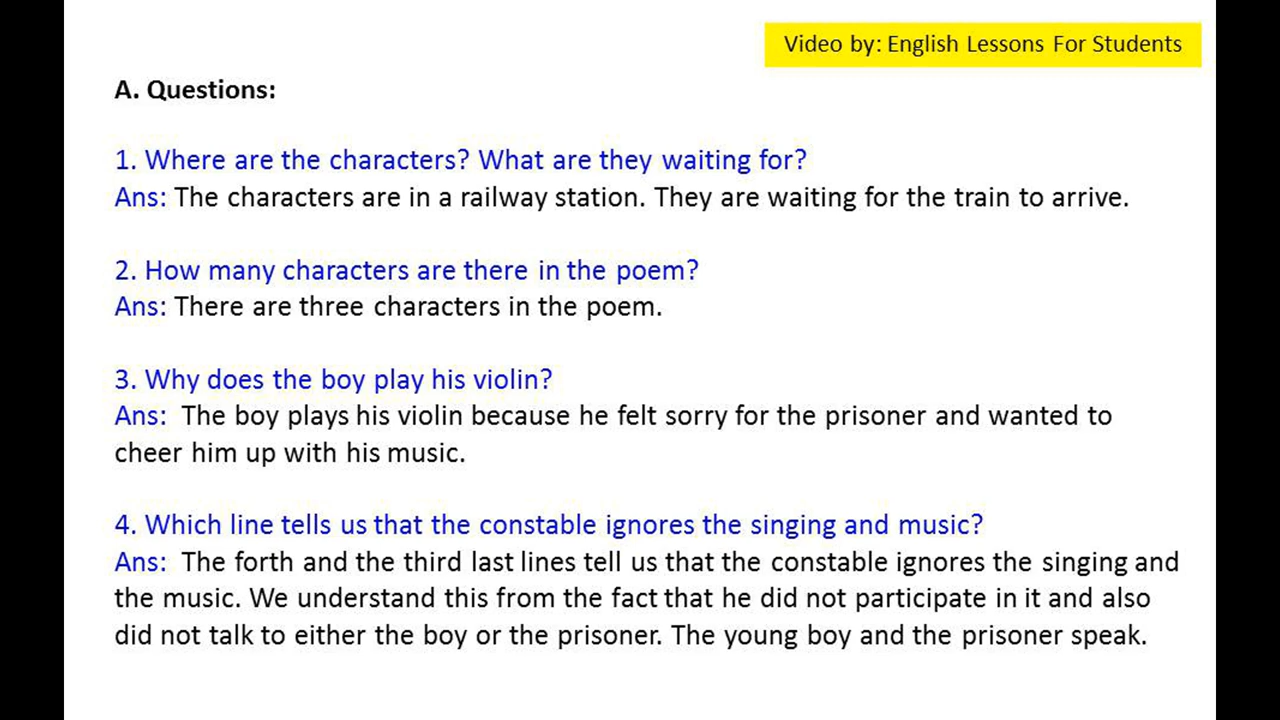 Video by: English Lessons For Students
A. Questions:
1. Where are the characters? What are they waiting for?
Ans: The characters are in a railway station. They are waiting for the train to arrive.
2. How many characters are there in the poem?
Ans: There are three characters in the poem.
3. Why does the boy play his violin?
Ans: The boy plays his violin because he felt sorry for the prisoner and wanted to
cheer him up with his music.
4. Which line tells us that the constable ignores the singing and music?
Ans: The forth and the third last lines tell us that the constable ignores the singing and
the music. We understand this from the fact that he did not participate in it and also
did not talk to either the boy or the prisoner. The young boy and the prisoner speak.